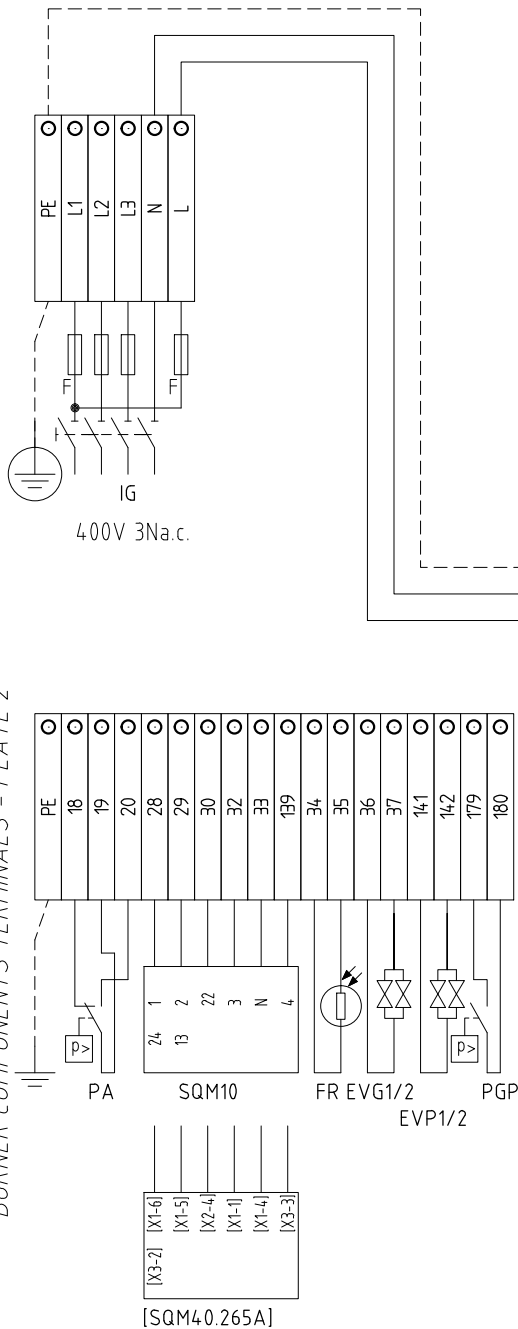 PE L1 L2 L3 N L
F F
IG
400V 3Na.c.
BURNER COMPONENTS TERMINALS - PLATE 2
PE 18 19 20 28 29 30 32 33 139 34 35 36 37 141 142 179 180
1 2 22 3 N 4
24 13
p> p>
PA SQM10 FR EVG1/2 PGP
EVP1/2
[X1-6] [X1-5] [X2-4] [X1-1] [X1-4] [X3-3]
[X3-2]
[SQM40.265A]